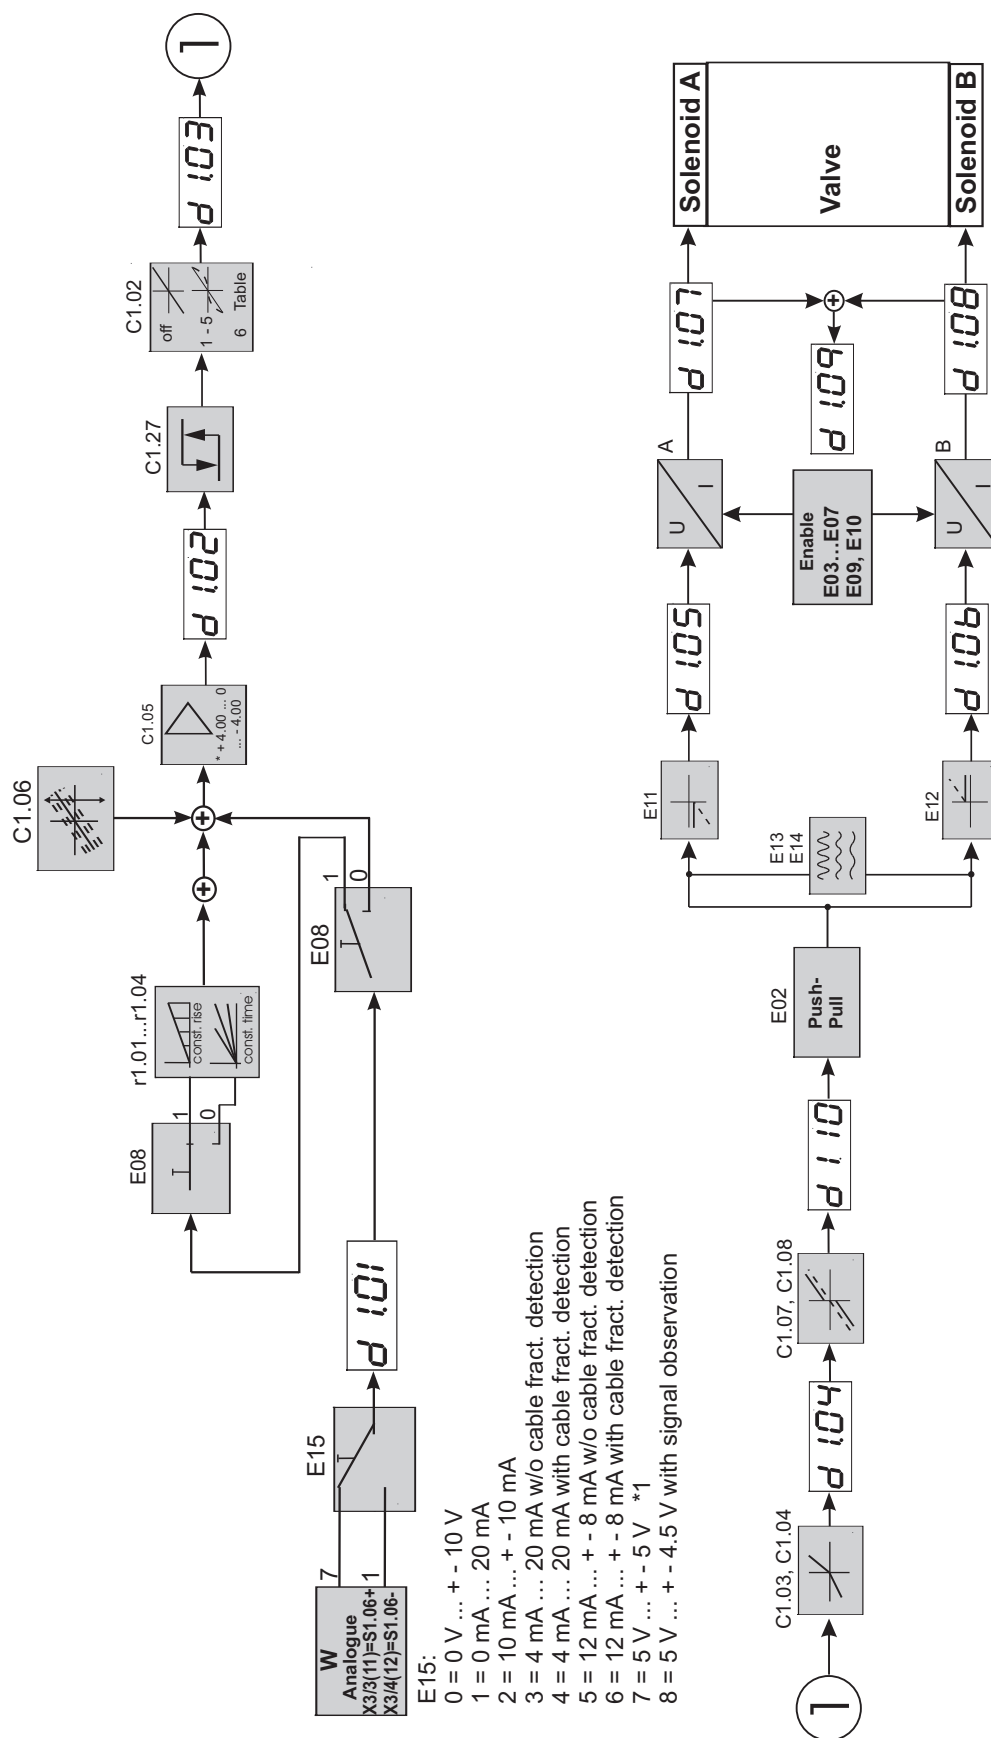 W
Analogue
X3/3(11)=S1.06+
X3/4(12)=S1.06-
7
1
E15
P 1.01
E08
1
0
r1.01...r1.04
const. rise
const. time
E08
1
0
C1.06
C1.05
* + 4.00 ... 0
... - 4.00
P 1.02
C1.27
C1.02
off
1 - 5
6 Table
P 1.03
1
E15:
0 = 0 V ... + - 10 V
1 = 0 mA ... 20 mA
2 = 10 mA ... + - 10 mA
3 = 4 mA ... 20 mA w/o cable fract. detection
4 = 4 mA ... 20 mA with cable fract. detection
5 = 12 mA ... + - 8 mA w/o cable fract. detection
6 = 12 mA ... + - 8 mA with cable fract. detection
7 = 5 V ... + - 5 V *1
8 = 5 V ... + - 4.5 V with signal observation
1
C1.03, C1.04
P 1.04
C1.07, C1.08
P 1.10
E02
Push-
Pull
E13
E14
E11
P 1.05
U
I
A
P 1.07
Solenoid A
Enable
E03...E07
E09, E10
P 1.09
Valve
E12
P 1.06
U
I
B
P 1.08
Solenoid B